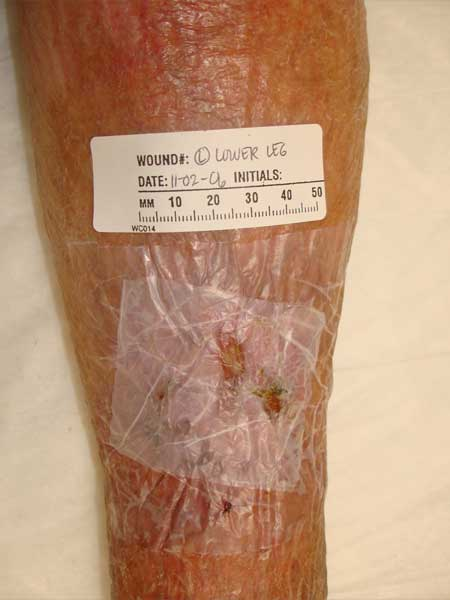 WOUND#: Ⓛ LOWER LEG
DATE: 11-02-06 INITIALS:
MM 10 20 30 40 50
WC014